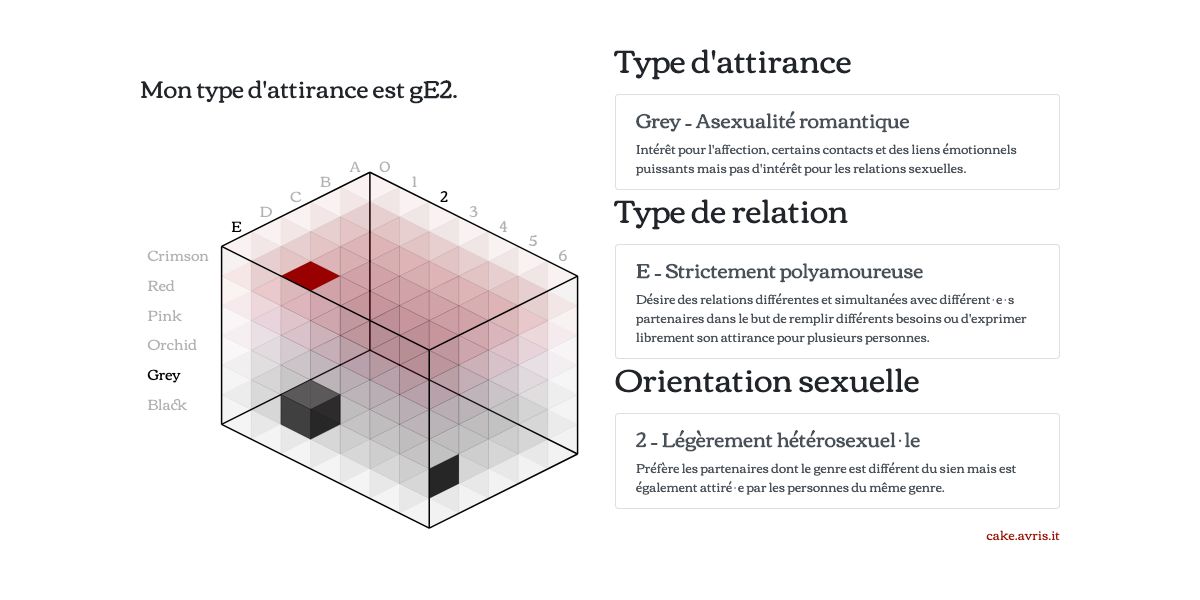 Mon type d'attirance est gE2.
A O
B 1
C 2
D 3
E 4
5
6
Crimson
Red
Pink
Orchid
Grey
Black
Type d'attirance
Grey - Asexualité romantique
Intérêt pour l'affection, certains contacts et des liens émotionnels
puissants mais pas d'intérêt pour les relations sexuelles.
Type de relation
E - Strictement polyamoureuse
Désire des relations différentes et simultanées avec différent·e·s
partenaires dans le but de remplir différents besoins ou d'exprimer
librement son attirance pour plusieurs personnes.
Orientation sexuelle
2 - Légèrement hétérosexuel·le
Préfère les partenaires dont le genre est différent du sien mais est
également attiré·e par les personnes du même genre.
cake.avris.it